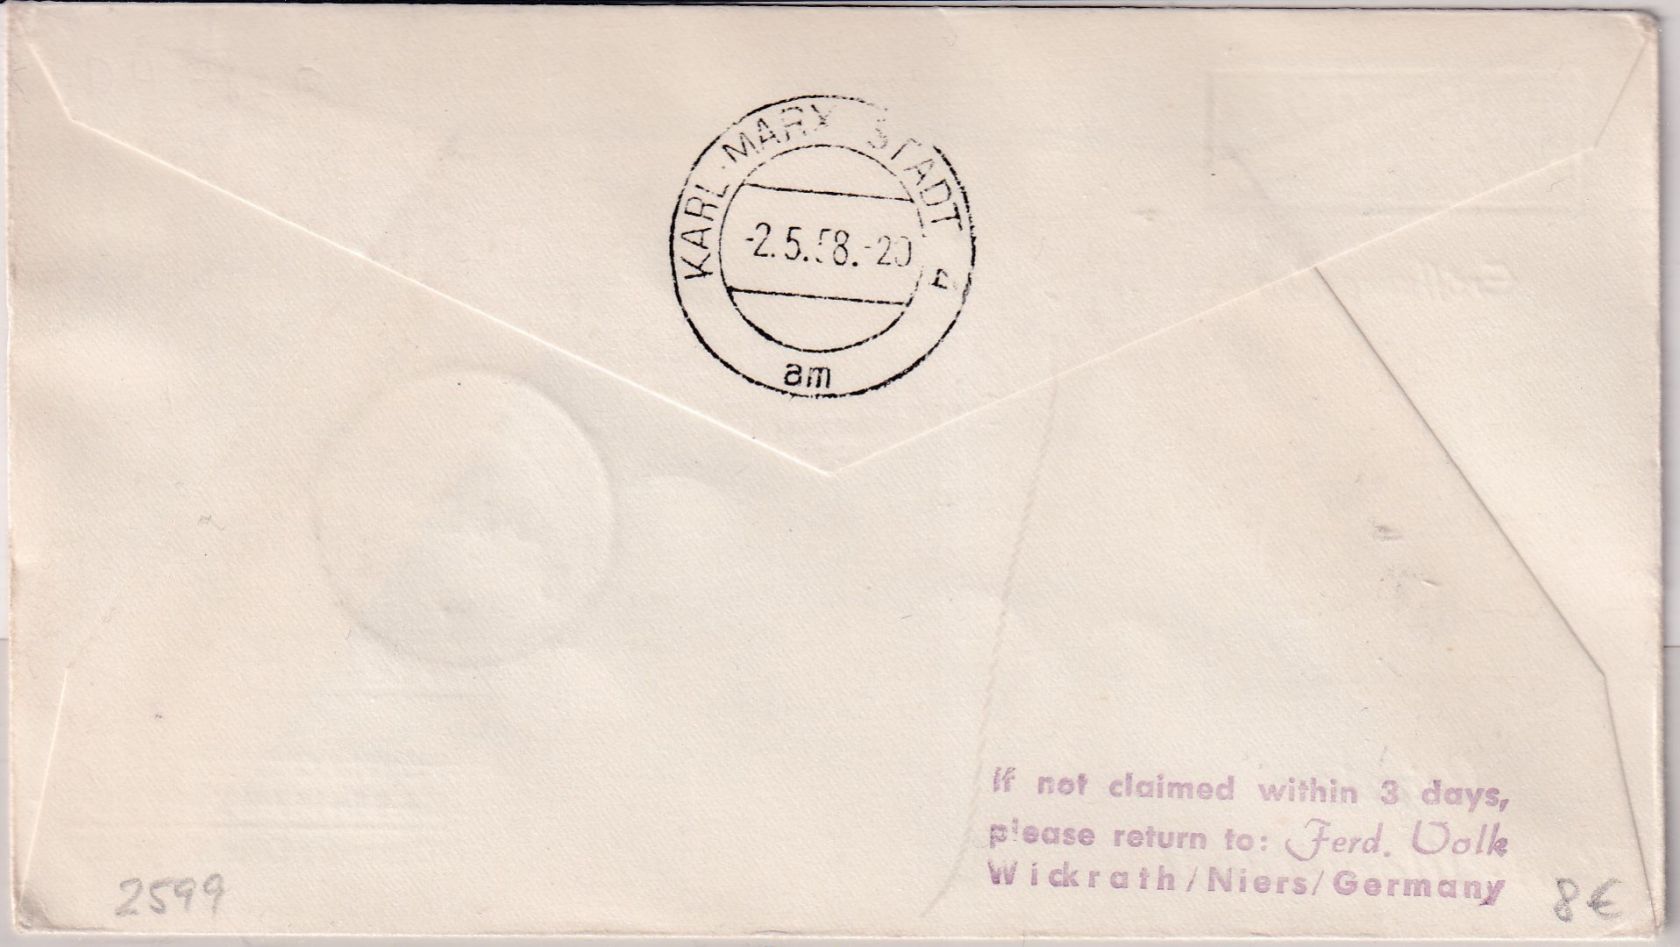 KARL-MARX-STADT
-2.5.58.-20
am
If not claimed within 3 days,
please return to: Ferd. Volk
Wickrath/Niers/Germany
2599
8€